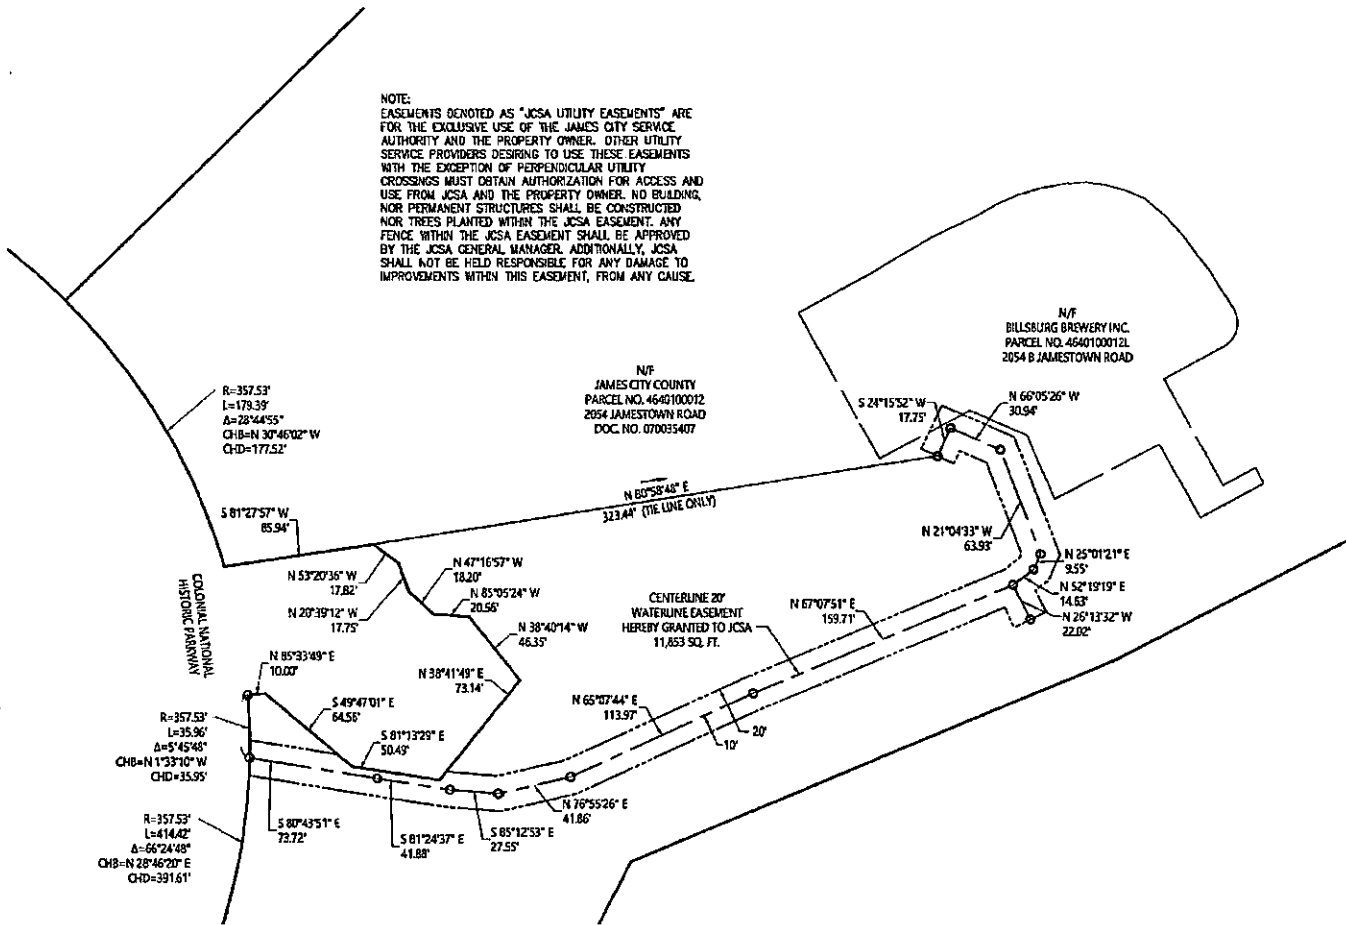 NOTE:
EASEMENTS DENOTED AS "JCSA UTILITY EASEMENTS" ARE
FOR THE EXCLUSIVE USE OF THE JAMES CITY SERVICE
AUTHORITY AND THE PROPERTY OWNER. OTHER UTILITY
SERVICE PROVIDERS DESIRING TO USE THESE EASEMENTS
WITH THE EXCEPTION OF PERPENDICULAR UTILITY
CROSSINGS MUST OBTAIN AUTHORIZATION FOR ACCESS AND
USE FROM JCSA AND THE PROPERTY OWNER. NO BUILDING,
NOR PERMANENT STRUCTURES SHALL BE CONSTRUCTED
NOR TREES PLANTED WITHIN THE JCSA EASEMENT. ANY
FENCE WITHIN THE JCSA EASEMENT SHALL BE APPROVED
BY THE JCSA GENERAL MANAGER. ADDITIONALLY, JCSA
SHALL NOT BE HELD RESPONSIBLE FOR ANY DAMAGE TO
IMPROVEMENTS WITHIN THIS EASEMENT, FROM ANY CAUSE.
N/F
BILLSBURG BREWERY INC.
PARCEL NO. 4640100012L
2054 B JAMESTOWN ROAD
N/F
JAMES CITY COUNTY
PARCEL NO. 4640100012
2054 JAMESTOWN ROAD
DOC. NO. 070035407
R=357.53'
L=179.39'
Δ=28°44'55"
CHB=N 30°46'02" W
CHD=177.52'
S 24°15'52" W
17.75'
N 66°05'26" W
30.94'
N 80°58'48" E
323.44' (TIE LINE ONLY)
S 81°27'57" W
85.94'
N 21°04'33" W
63.93'
N 25°01'21" E
9.55'
N 52°19'19" E
14.63'
N 26°13'32" W
22.02'
N 53°20'36" W
17.82'
N 47°16'57" W
18.20'
N 20°39'12" W
17.75'
N 85°05'24" W
20.56'
N 38°40'14" W
46.35'
COLONIAL NATIONAL
HISTORIC PARKWAY
CENTERLINE 20'
WATERLINE EASEMENT
HEREBY GRANTED TO JCSA
11,853 SQ. FT.
N 67°07'51" E
159.71'
N 85°33'49" E
10.00'
N 38°41'49" E
73.14'
S 49°47'01" E
64.56'
N 65°07'44" E
113.97'
R=357.53'
L=35.96'
Δ=5°45'48"
CHB=N 1°33'10" W
CHD=35.95'
S 81°13'29" E
50.49'
20'
10'
N 76°55'26" E
41.86'
S 80°43'51" E
73.72'
S 81°24'37" E
41.88'
S 85°12'53" E
27.55'
R=357.53'
L=414.42'
Δ=66°24'48"
CHB=N 28°46'20" E
CHD=391.61'